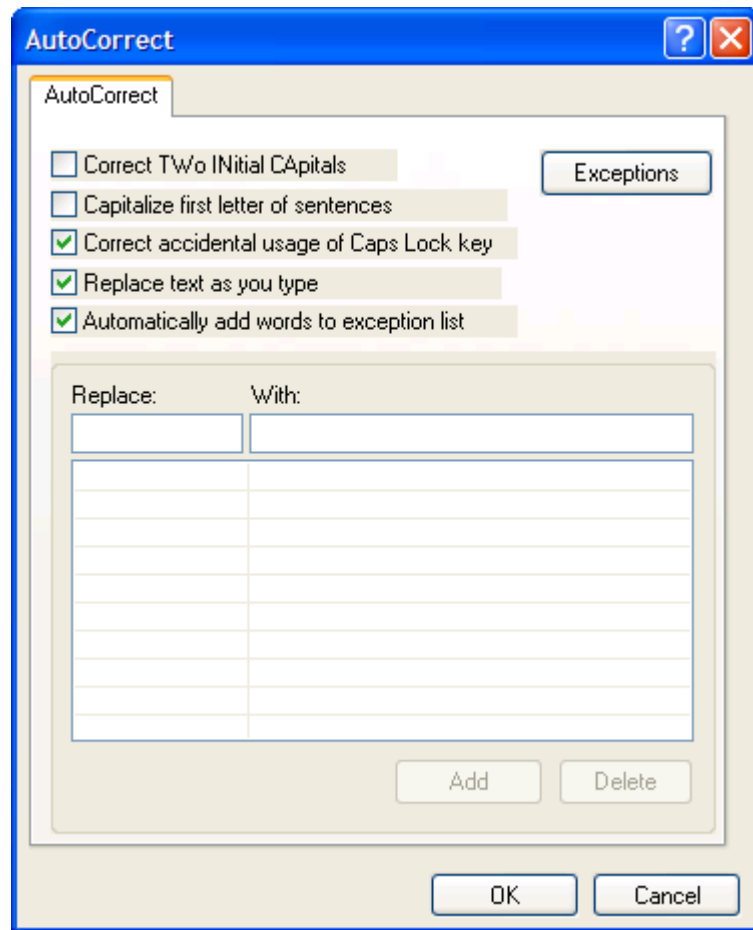 AutoCorrect ?
AutoCorrect
Correct TWo INitial CApitals
Exceptions
Capitalize first letter of sentences
Correct accidental usage of Caps Lock key
Replace text as you type
Automatically add words to exception list
Replace: With:
Add Delete
OK Cancel